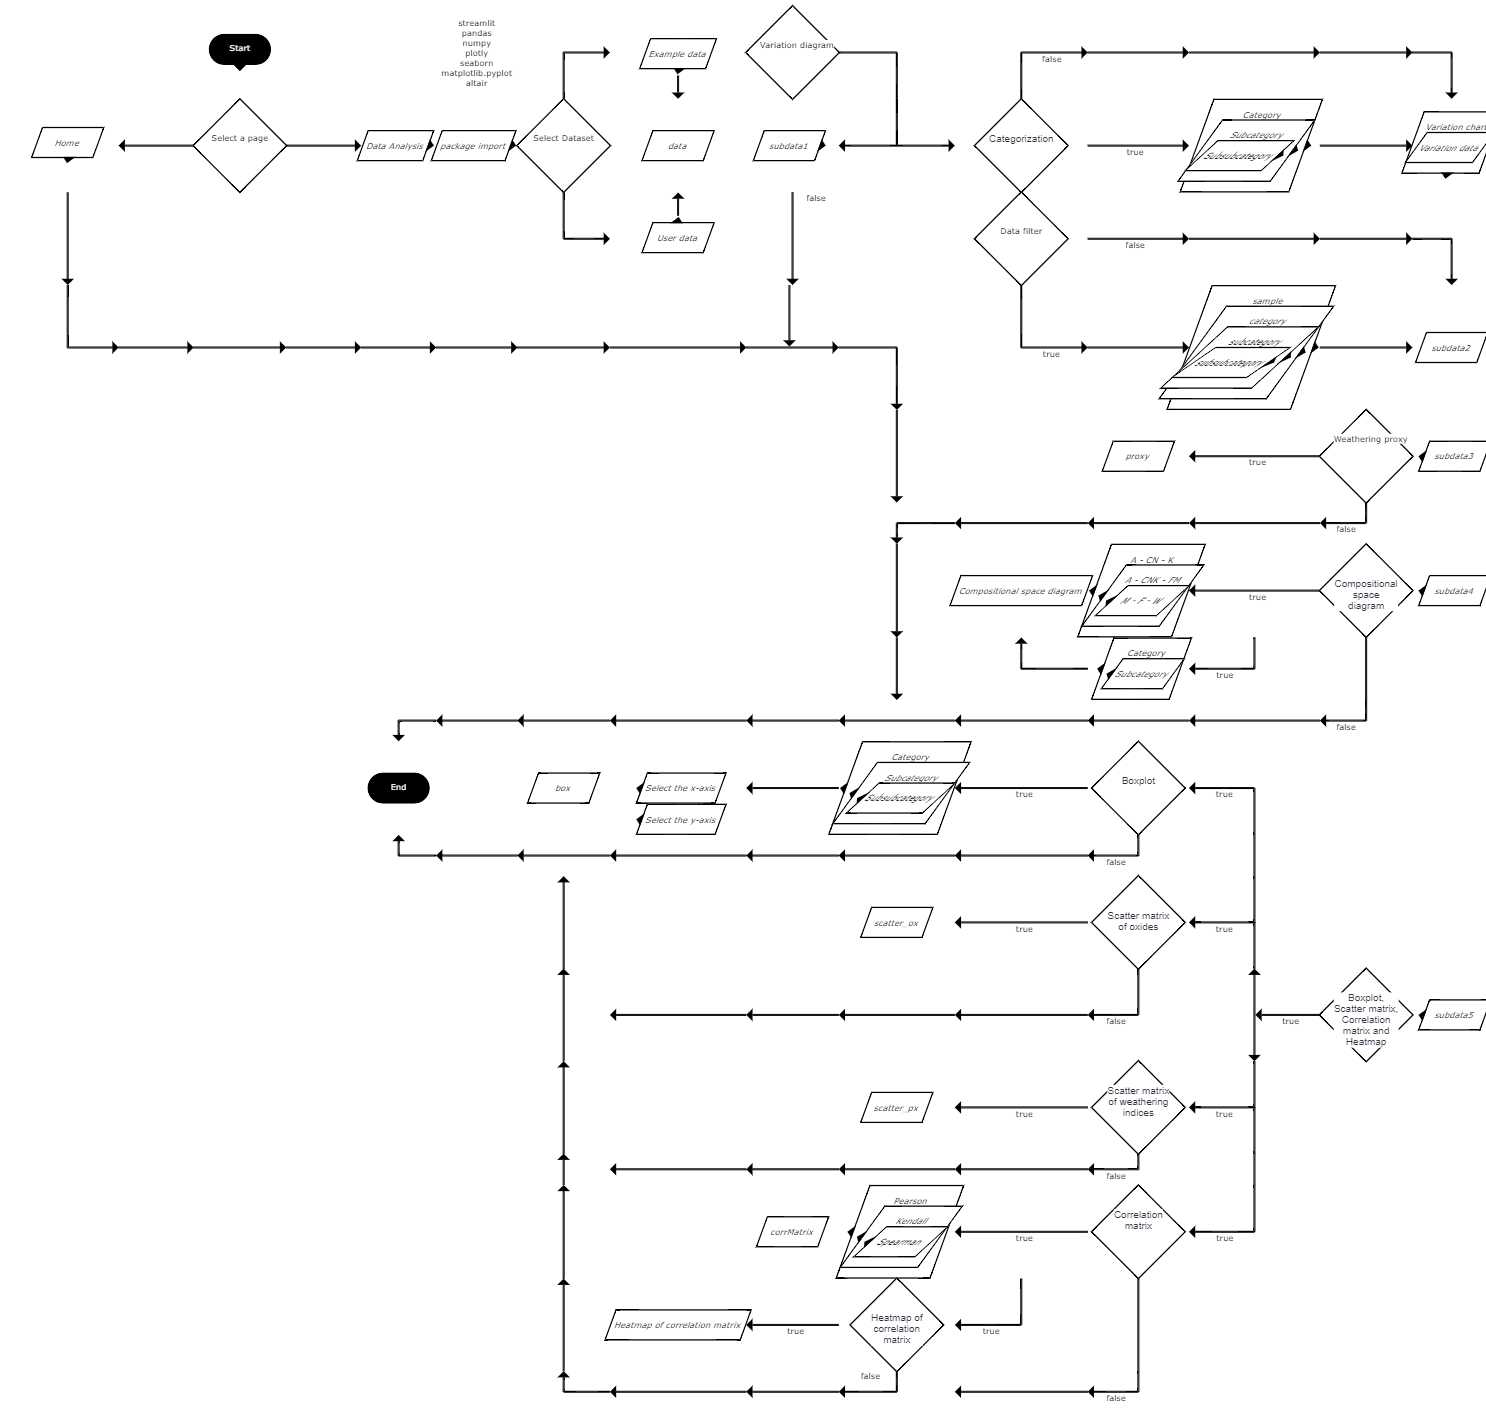 streamlit
pandas
numpy
plotly
seaborn
matplotlib.pyplot
altair
Start
Example data
Variation diagram
false
Home
Select a page
Data Analysis
package import
Select Dataset
data
subdata1
Categorization
true
Category
Subcategory
Subsubcategory
Variation chart
Variation data
false
User data
Data filter
false
true
sample
category
subcategory
subsubcategory
subdata2
proxy
true
Weathering proxy
subdata3
false
Compositional space diagram
A - CN - K
A - CNK - FM
M - F - W
true
Compositional
space
diagram
subdata4
Category
Subcategory
true
false
End
box
Select the x-axis
Select the y-axis
Category
Subcategory
Subsubcategory
true
Boxplot
true
false
scatter_ox
true
Scatter matrix
of oxides
true
false
true
Boxplot,
Scatter matrix,
Correlation
matrix and
Heatmap
subdata5
scatter_px
true
Scatter matrix
of weathering
indices
true
false
corrMatrix
Pearson
Kendall
Spearman
true
Correlation
matrix
true
Heatmap of correlation matrix
true
Heatmap of
correlation
matrix
true
false
false